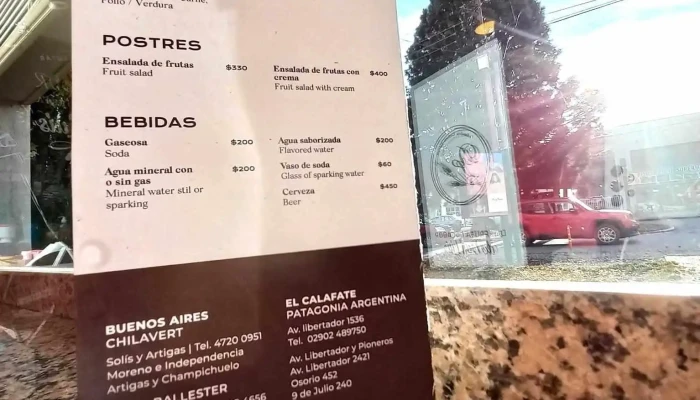 Pollo / Verdura
POSTRES
Ensalada de frutas $330
Fruit salad
Ensalada de frutas con
crema $400
Fruit salad with cream
BEBIDAS
Gaseosa $200
Soda
Agua mineral con
o sin gas $200
Mineral water stil or
sparking
Agua saborizada $200
Flavored water
Vaso de soda $60
Glass of sparking water
Cerveza $450
Beer
BUENOS AIRES
CHILAVERT
Solís y Artigas | Tel. 4720 0951
Moreno e Independencia
Artigas y Champichuelo
BALLESTER
4656
EL CALAFATE
PATAGONIA ARGENTINA
Av. libertador 1536
Tel. 02902 489750
Av. Libertador y Pioneros
Av. Libertador 2421
Osorio 452
9 de Julio 240